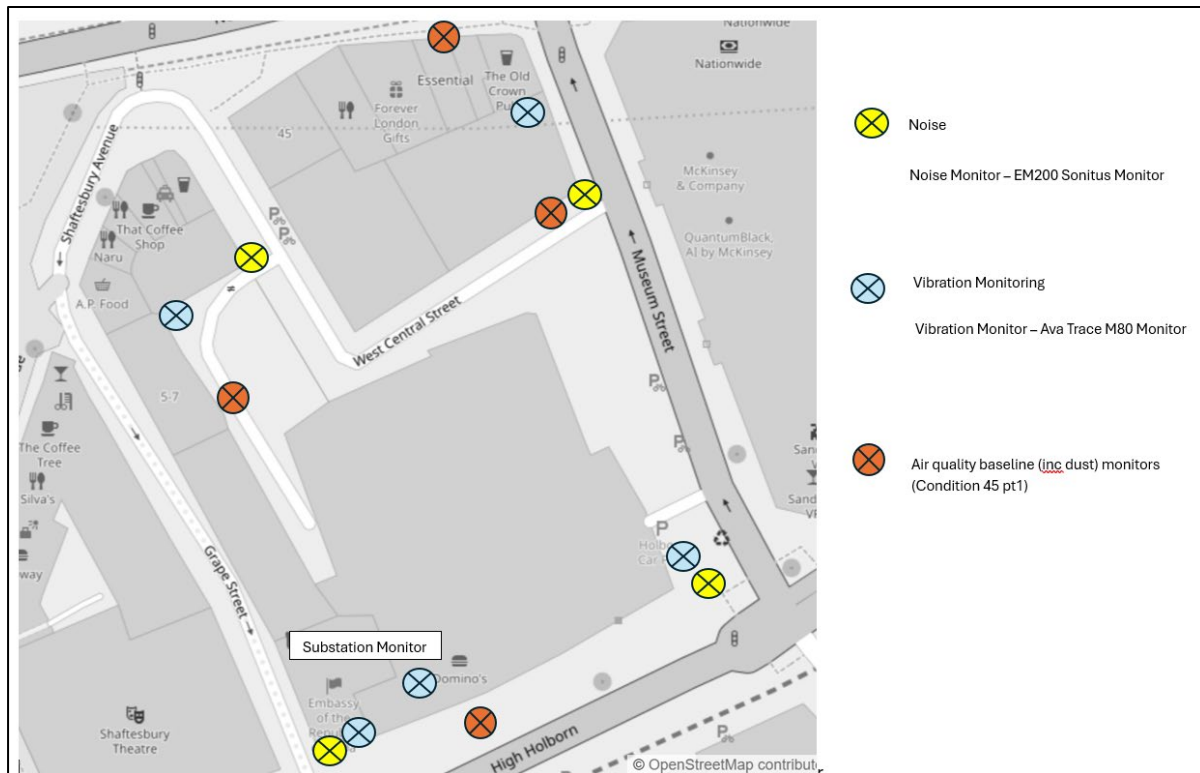 Nationwide
Nationwide
Essential
The Old
Crown
Pub
Forever
London
Gifts
45
Shaftesbury Avenue
McKinsey
& Company
That Coffee
Shop
Naru
QuantumBlack,
AI by McKinsey
A.P. Food
Museum Street
West Central Street
5-7
The Coffee
Tree
Silva's
way
Grape Street
P
P
P
Substation Monitor
Domino's
Embassy
of the
Shaftesbury
Theatre
High Holborn
P
© OpenStreetMap contribut
Noise
Noise Monitor – EM200 Sonitus Monitor
Vibration Monitoring
Vibration Monitor – Ava Trace M80 Monitor
Air quality baseline (inc dust) monitors
(Condition 45 pt1)